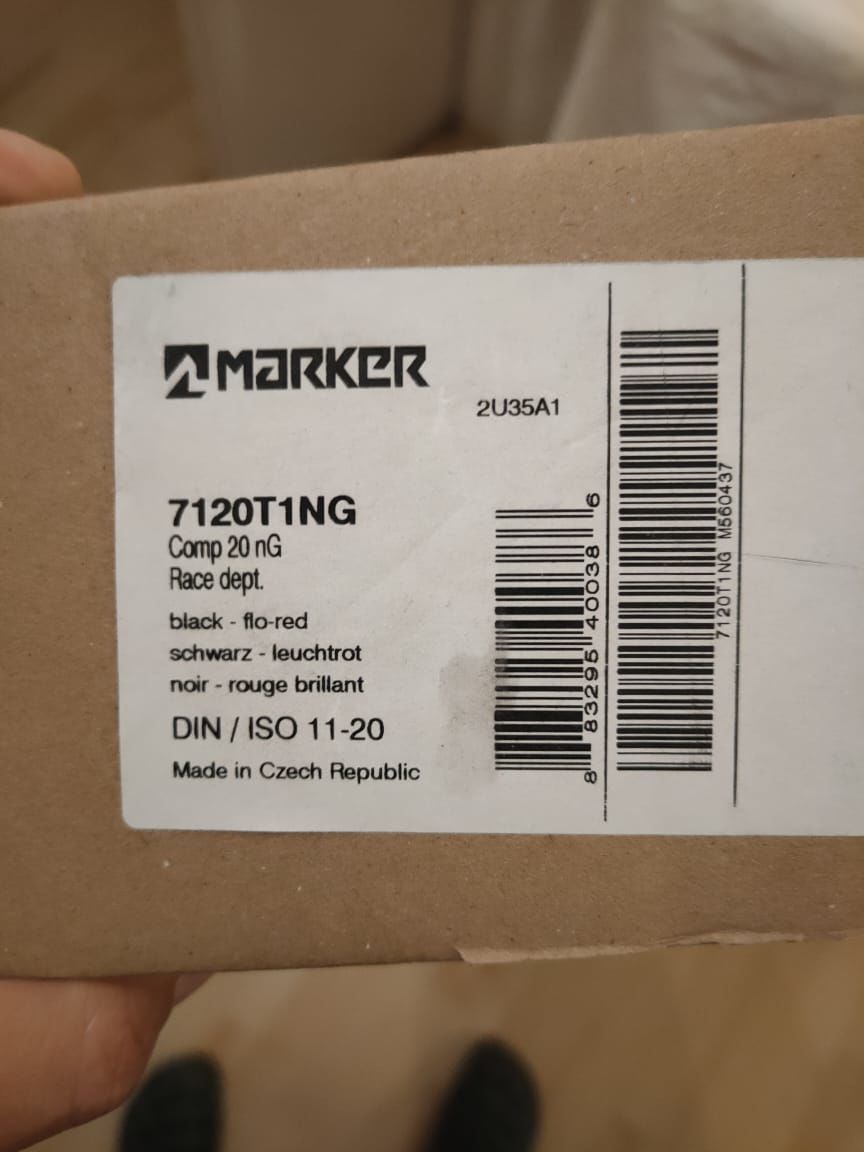 MARKER
2U35A1
7120T1NG
Comp 20 nG
Race dept.
black - flo-red
schwarz - leuchtrot
noir - rouge brillant
DIN / ISO 11-20
Made in Czech Republic
8 83295 40038 6
7120T1NG M560437